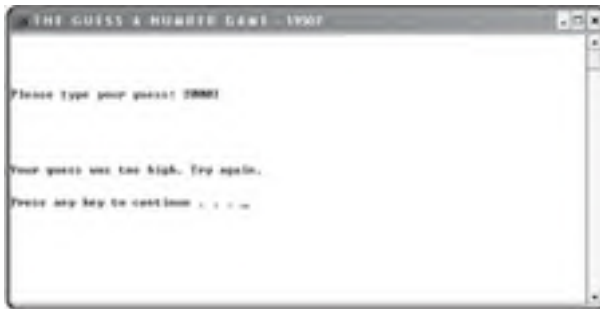 THE GUESS A NUMBER GAME -
Please type your guess:
Your guess was too high. Try again.
Press any key to continue . . . _